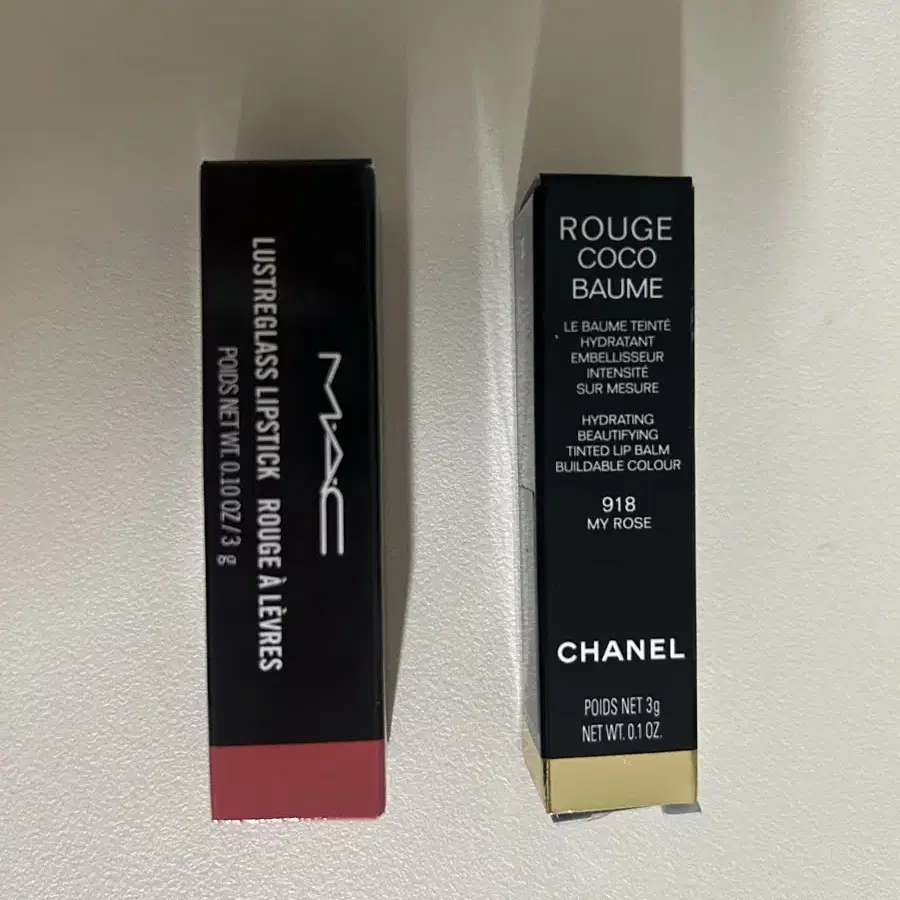 MAC
LUSTREGLASS LIPSTICK ROUGE À LÈVRES
POIDS NET WT. 0.10 OZ / 3 g
ROUGE
COCO
BAUME
LE BAUME TEINTÉ
HYDRATANT
EMBELLISSEUR
INTENSITÉ
SUR MESURE
HYDRATING
BEAUTIFYING
TINTED LIP BALM
BUILDABLE COLOUR
918
MY ROSE
CHANEL
POIDS NET 3g
NET WT. 0.1 OZ.